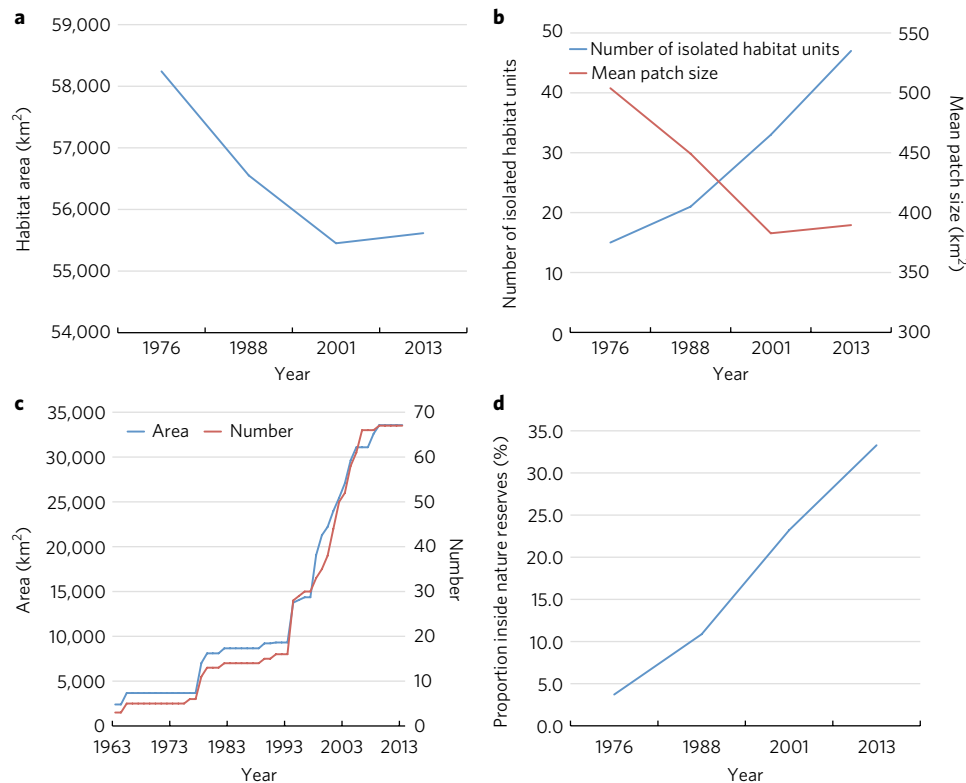 a
59,000
58,000
57,000
56,000
55,000
54,000
Habitat area (km²)
1976 1988 2001 2013
Year
b
50
40
30
20
10
0
Number of isolated habitat units
Number of isolated habitat units
Mean patch size
550
500
450
400
350
300
Mean patch size (km²)
1976 1988 2001 2013
Year
c
35,000
30,000
25,000
20,000
15,000
10,000
5,000
0
Area (km²)
Area Number
70
60
50
40
30
20
10
0
Number
1963 1973 1983 1993 2003 2013
Year
d
35.0
30.0
25.0
20.0
15.0
10.0
5.0
0.0
Proportion inside nature reserves (%)
1976 1988 2001 2013
Year